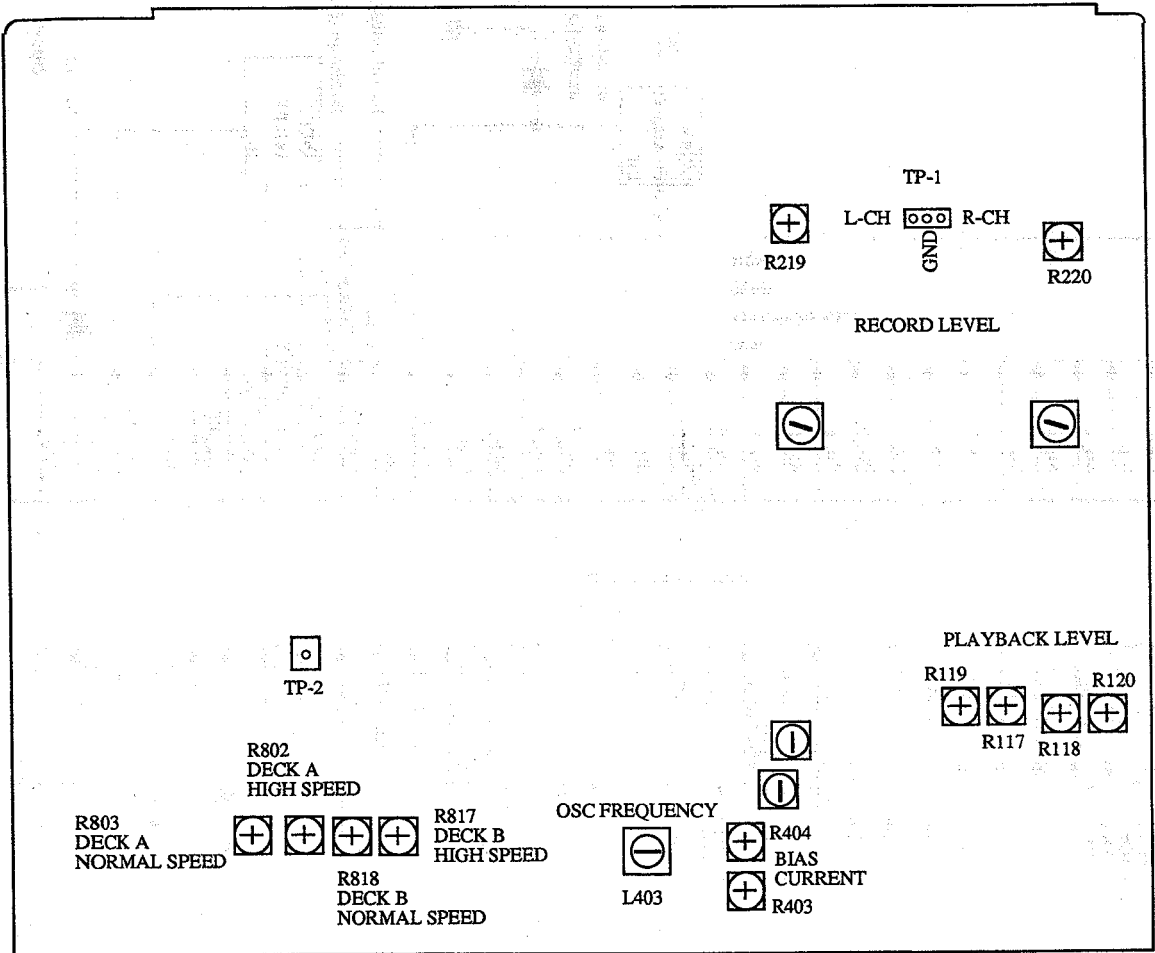 TP-1
L-CH
R-CH
GND
R219
R220
RECORD LEVEL
TP-2
PLAYBACK LEVEL
R119
R120
R117
R118
R802
DECK A
HIGH SPEED
R803
DECK A
NORMAL SPEED
R817
DECK B
HIGH SPEED
R818
DECK B
NORMAL SPEED
OSC FREQUENCY
L403
R404
BIAS
CURRENT
R403